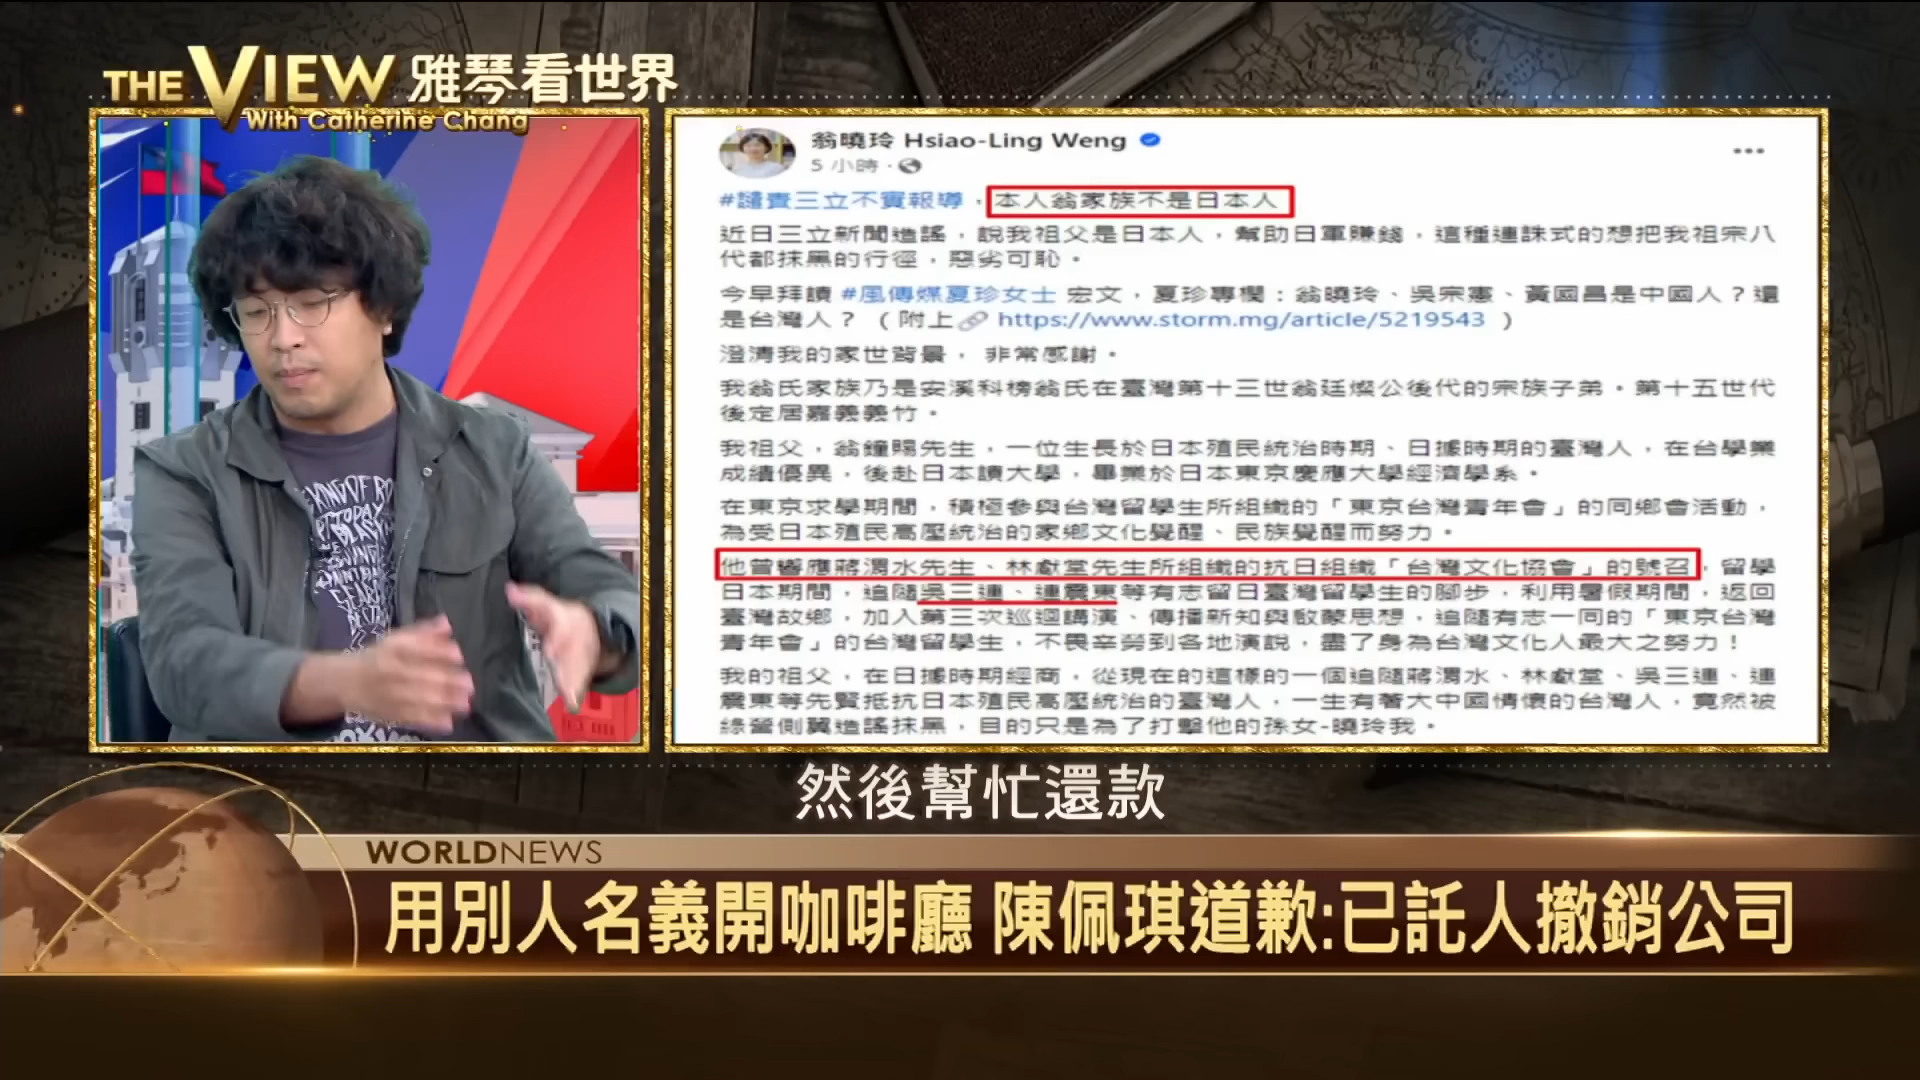 THE VIEW 雅琴看世界
With Catherine Chang
翁曉玲 Hsiao-Ling Weng
5 小時
#譴責三立不實報導，本人翁家族不是日本人
近日三立新聞造謠，說我祖父是日本人，幫助日軍賺錢，這種連誅式的想把我祖宗八
代都抹黑的行徑，惡劣可恥。
今早拜讀 #風傳媒夏珍女士 宏文，夏珍專欄：翁曉玲、吳宗憲、黃國昌是中國人？還
是台灣人？（附上 https://www.storm.mg/article/5219543 ）
澄清我的家世背景， 非常感謝。
我翁氏家族乃是安溪科榜翁氏在臺灣第十三世翁廷燦公後代的宗族子弟。第十五世代
後定居嘉義義竹。
我祖父，翁鐘賜先生，一位生長於日本殖民統治時期、日據時期的臺灣人，在台學業
成績優異，後赴日本讀大學，畢業於日本東京慶應大學經濟學系。
在東京求學期間，積極參與台灣留學生所組織的「東京台灣青年會」的同鄉會活動，
為受日本殖民高壓統治的家鄉文化覺醒、民族覺醒而努力。
他曾響應蔣渭水先生、林獻堂先生所組織的抗日組織「台灣文化協會」的號召，留學
日本期間，追隨吳三連、連震東等有志留日臺灣留學生的腳步，利用暑假期間，返回
臺灣故鄉，加入第三次巡迴講演、傳播新知與啟蒙思想，追隨有志一同的「東京台灣
青年會」的台灣留學生，不畏辛勞到各地演說，盡了身為台灣文化人最大之努力！
我的祖父，在日據時期經商，從現在的這樣的一個追隨蔣渭水、林獻堂、吳三連、連
震東等先賢抵抗日本殖民高壓統治的臺灣人，一生有著大中國情懷的台灣人，竟然被
綠營側翼造謠抹黑，目的只是為了打擊他的孫女-曉玲我。
然後幫忙還款
WORLDNEWS
用別人名義開咖啡廳 陳佩琪道歉:已託人撤銷公司